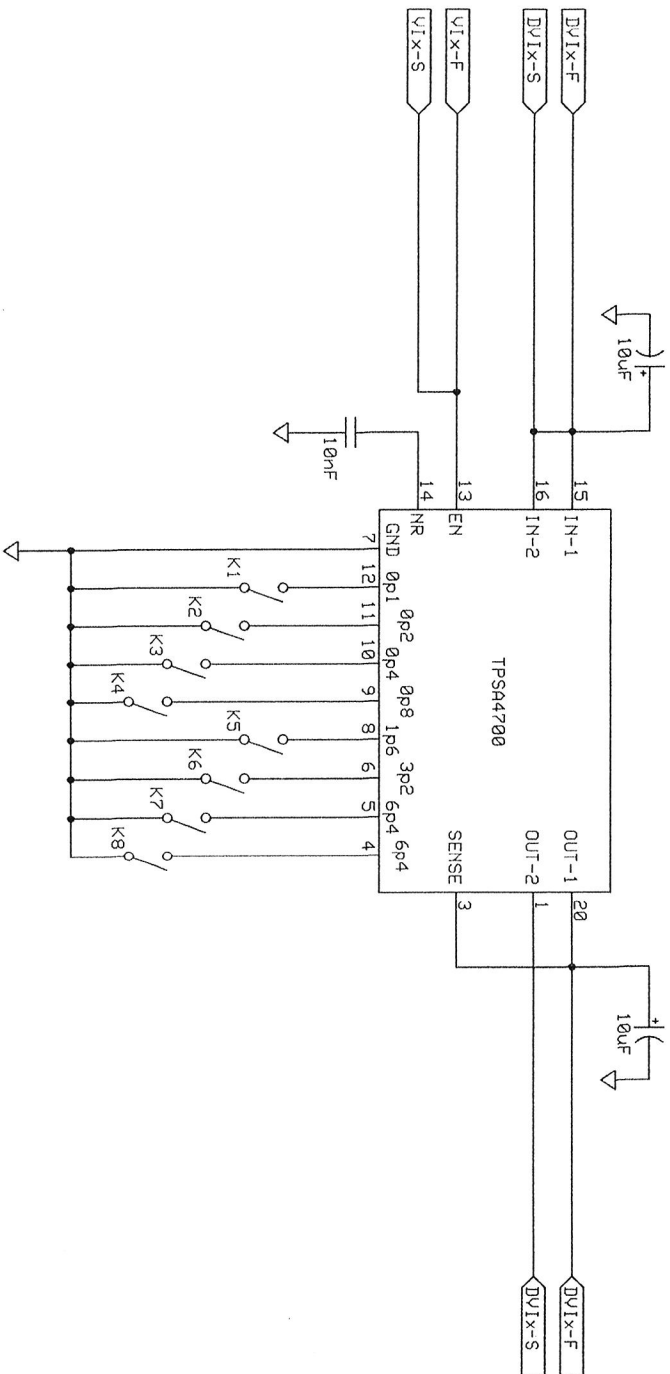 DVIx-F
DVIx-S
VIx-F
VIx-S
10uF
+
10nF
15
16
13
14
IN-1
IN-2
EN
NR
TPSA4700
OUT-1
OUT-2
SENSE
20
1
3
+
10uF
DVIx-F
DVIx-S
GND
0p1
0p2
0p4
0p8
1p6
3p2
6p4
6p4
7
12
11
10
9
8
6
5
4
K1
K2
K3
K4
K5
K6
K7
K8